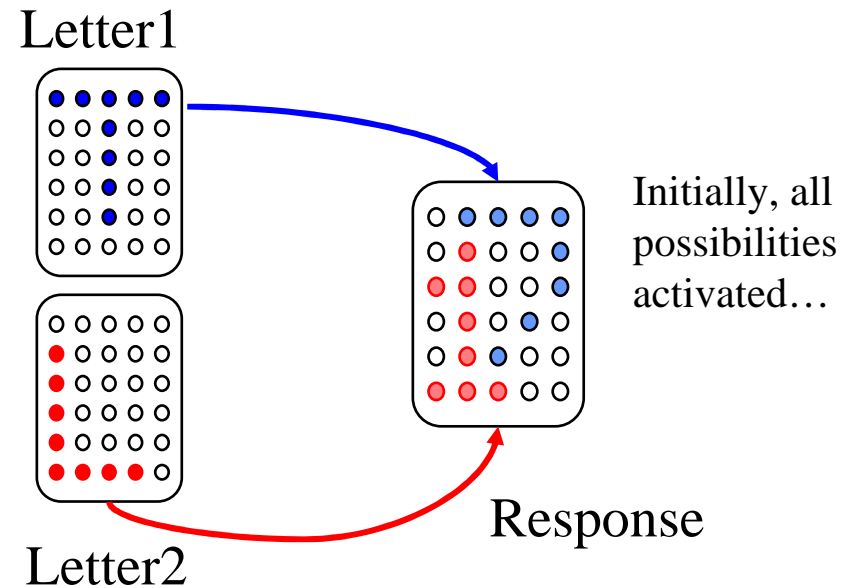 Letter1
Initially, all
possibilities
activated…
Response
Letter2